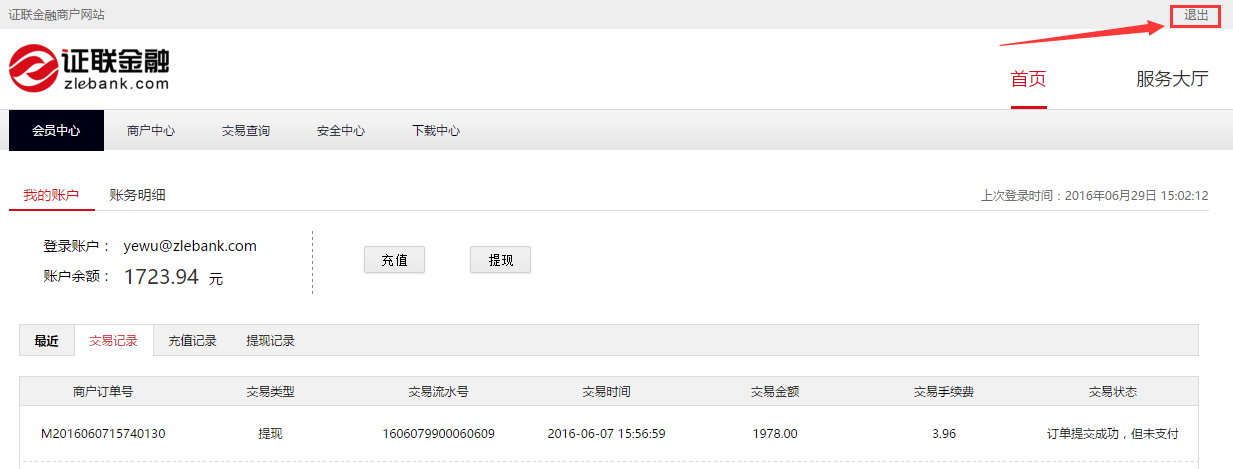 证联金融商户网站 退出
证联金融
zlebank.com
首页 服务大厅
会员中心 商户中心 交易查询 安全中心 下载中心
我的账户 账务明细 上次登录时间：2016年06月29日 15:02:12
登录账户： yewu@zlebank.com
账户余额： 1723.94 元
充值 提现
最近 交易记录 充值记录 提现记录
商户订单号 交易类型 交易流水号 交易时间 交易金额 交易手续费 交易状态
M2016060715740130 提现 1606079900060609 2016-06-07 15:56:59 1978.00 3.96 订单提交成功，但未支付